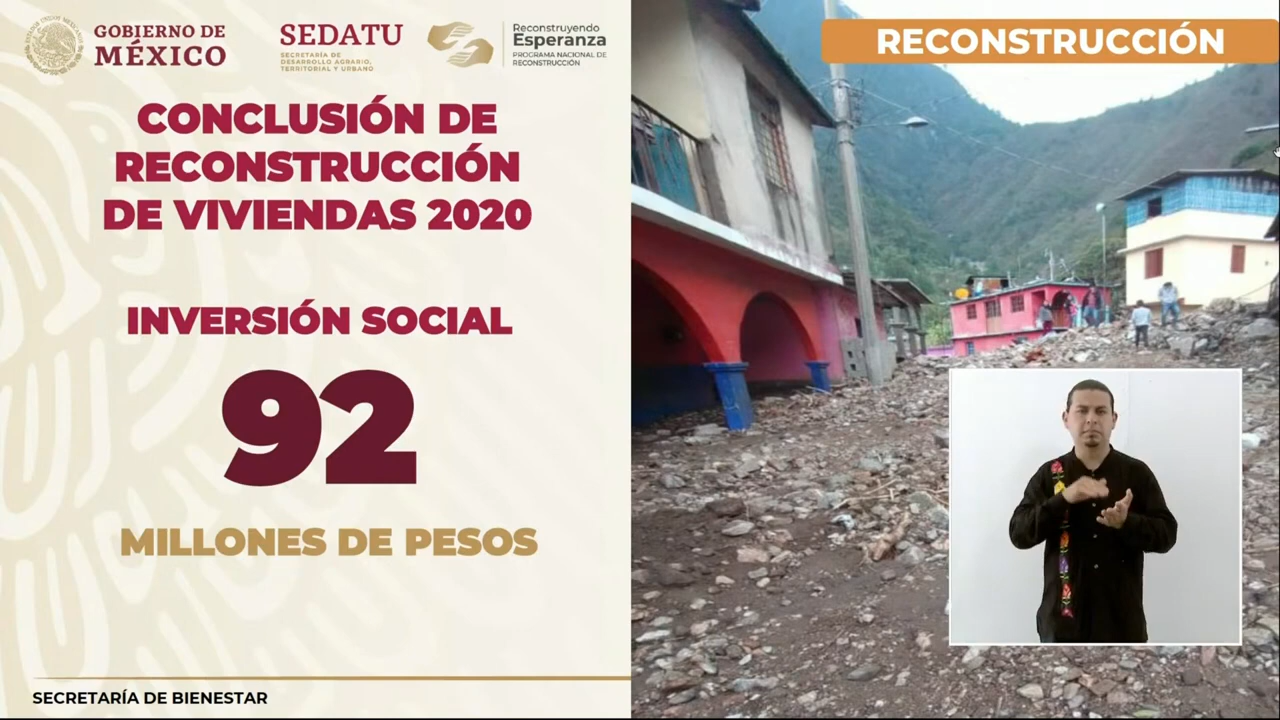 GOBIERNO DE
MÉXICO
SEDATU
SECRETARÍA DE
DESARROLLO AGRARIO,
TERRITORIAL Y URBANO
Reconstruyendo
Esperanza
PROGRAMA NACIONAL DE
RECONSTRUCCIÓN
RECONSTRUCCIÓN
CONCLUSIÓN DE
RECONSTRUCCIÓN
DE VIVIENDAS 2020
INVERSIÓN SOCIAL
92
MILLONES DE PESOS
SECRETARÍA DE BIENESTAR